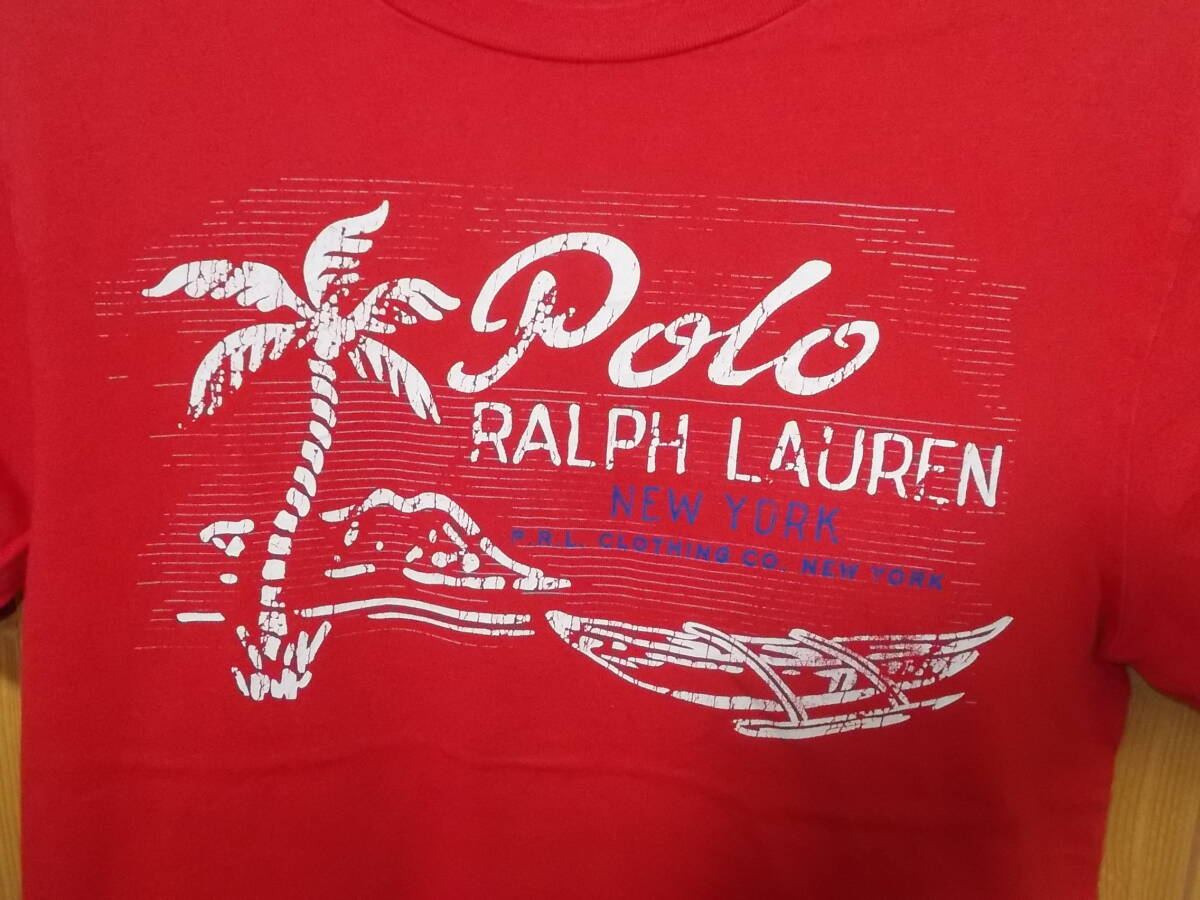 Polo
RALPH LAUREN
NEW YORK
P.R.L. CLOTHING CO. NEW YORK